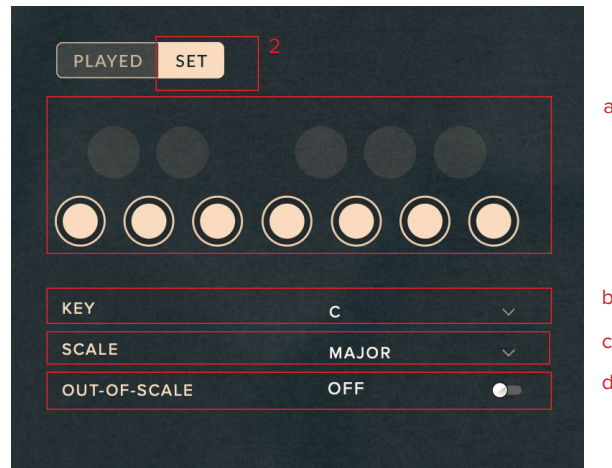 PLAYED SET 2
a
KEY C b
SCALE MAJOR c
OUT-OF-SCALE OFF d